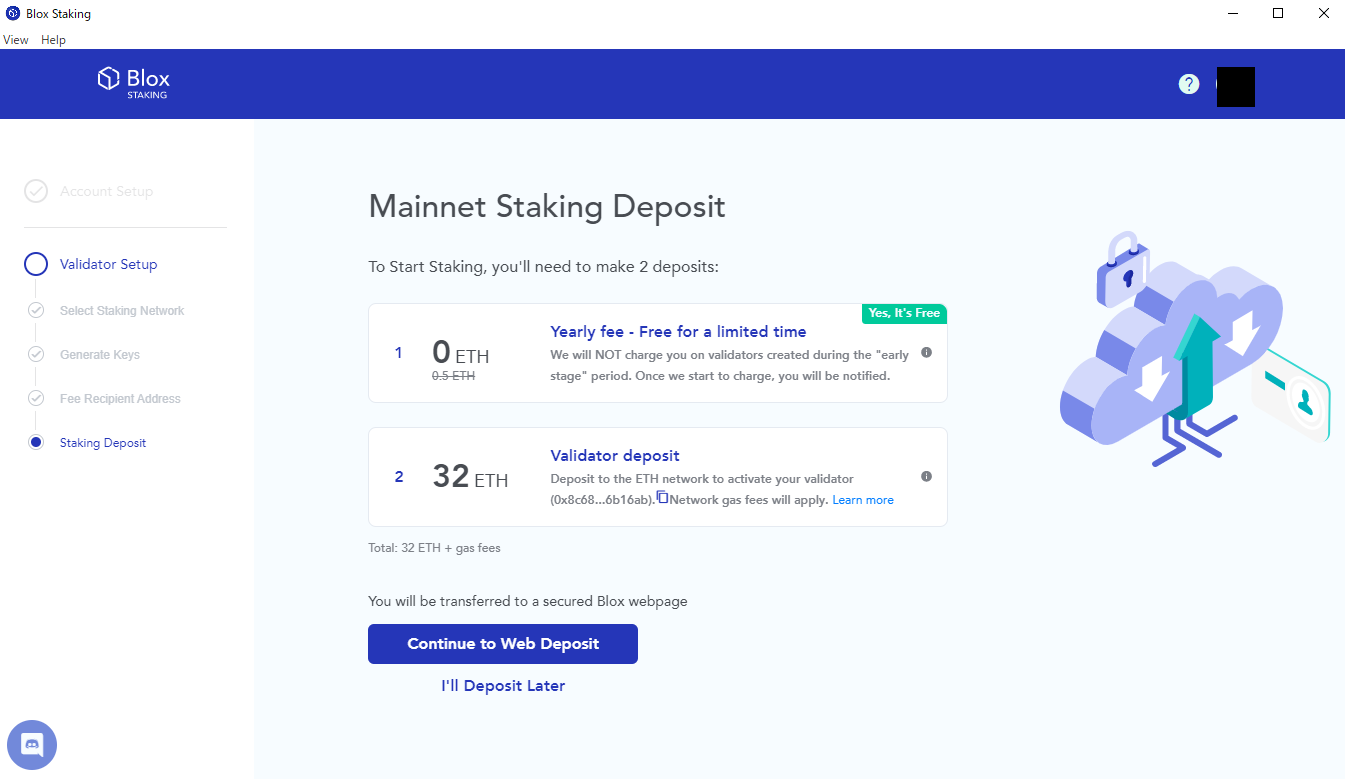 Blox Staking
View Help
Blox
STAKING
?
Account Setup
Validator Setup
Select Staking Network
Generate Keys
Fee Recipient Address
Staking Deposit
Mainnet Staking Deposit
To Start Staking, you'll need to make 2 deposits:
Yes, It's Free
1
0 ETH
0.5 ETH
Yearly fee - Free for a limited time
We will NOT charge you on validators created during the "early
stage" period. Once we start to charge, you will be notified.
2
32 ETH
Validator deposit
Deposit to the ETH network to activate your validator
(0x8c68...6b16ab). Network gas fees will apply. Learn more
Total: 32 ETH + gas fees
You will be transferred to a secured Blox webpage
Continue to Web Deposit
I'll Deposit Later